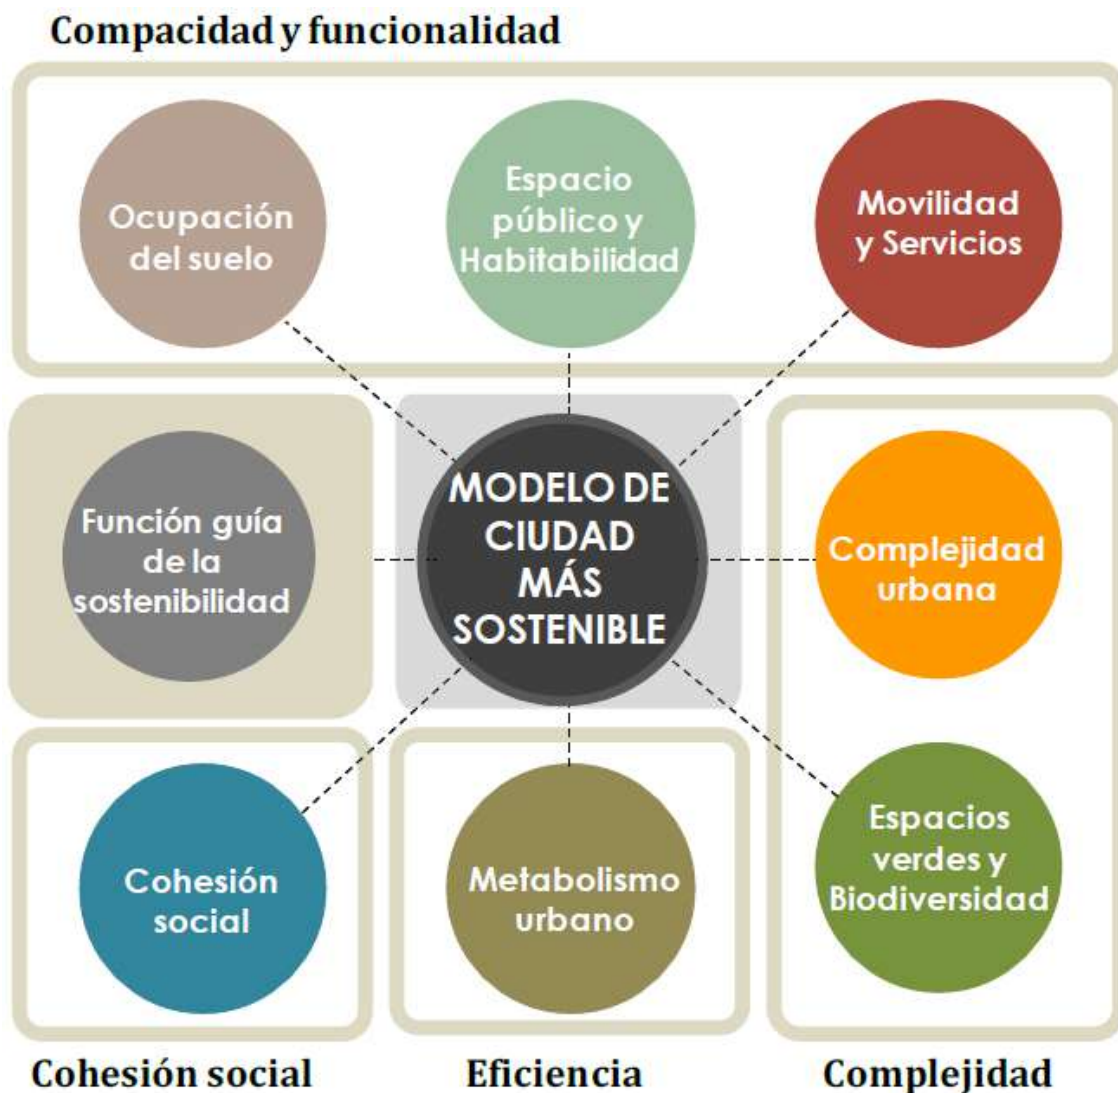 Compacidad y funcionalidad
Ocupación
del suelo
Espacio
público y
Habitabilidad
Movilidad
y Servicios
Función guía
de la
sostenibilidad
MODELO DE
CIUDAD
MÁS
SOSTENIBLE
Complejidad
urbana
Cohesión
social
Metabolismo
urbano
Espacios
verdes y
Biodiversidad
Cohesión social
Eficiencia
Complejidad